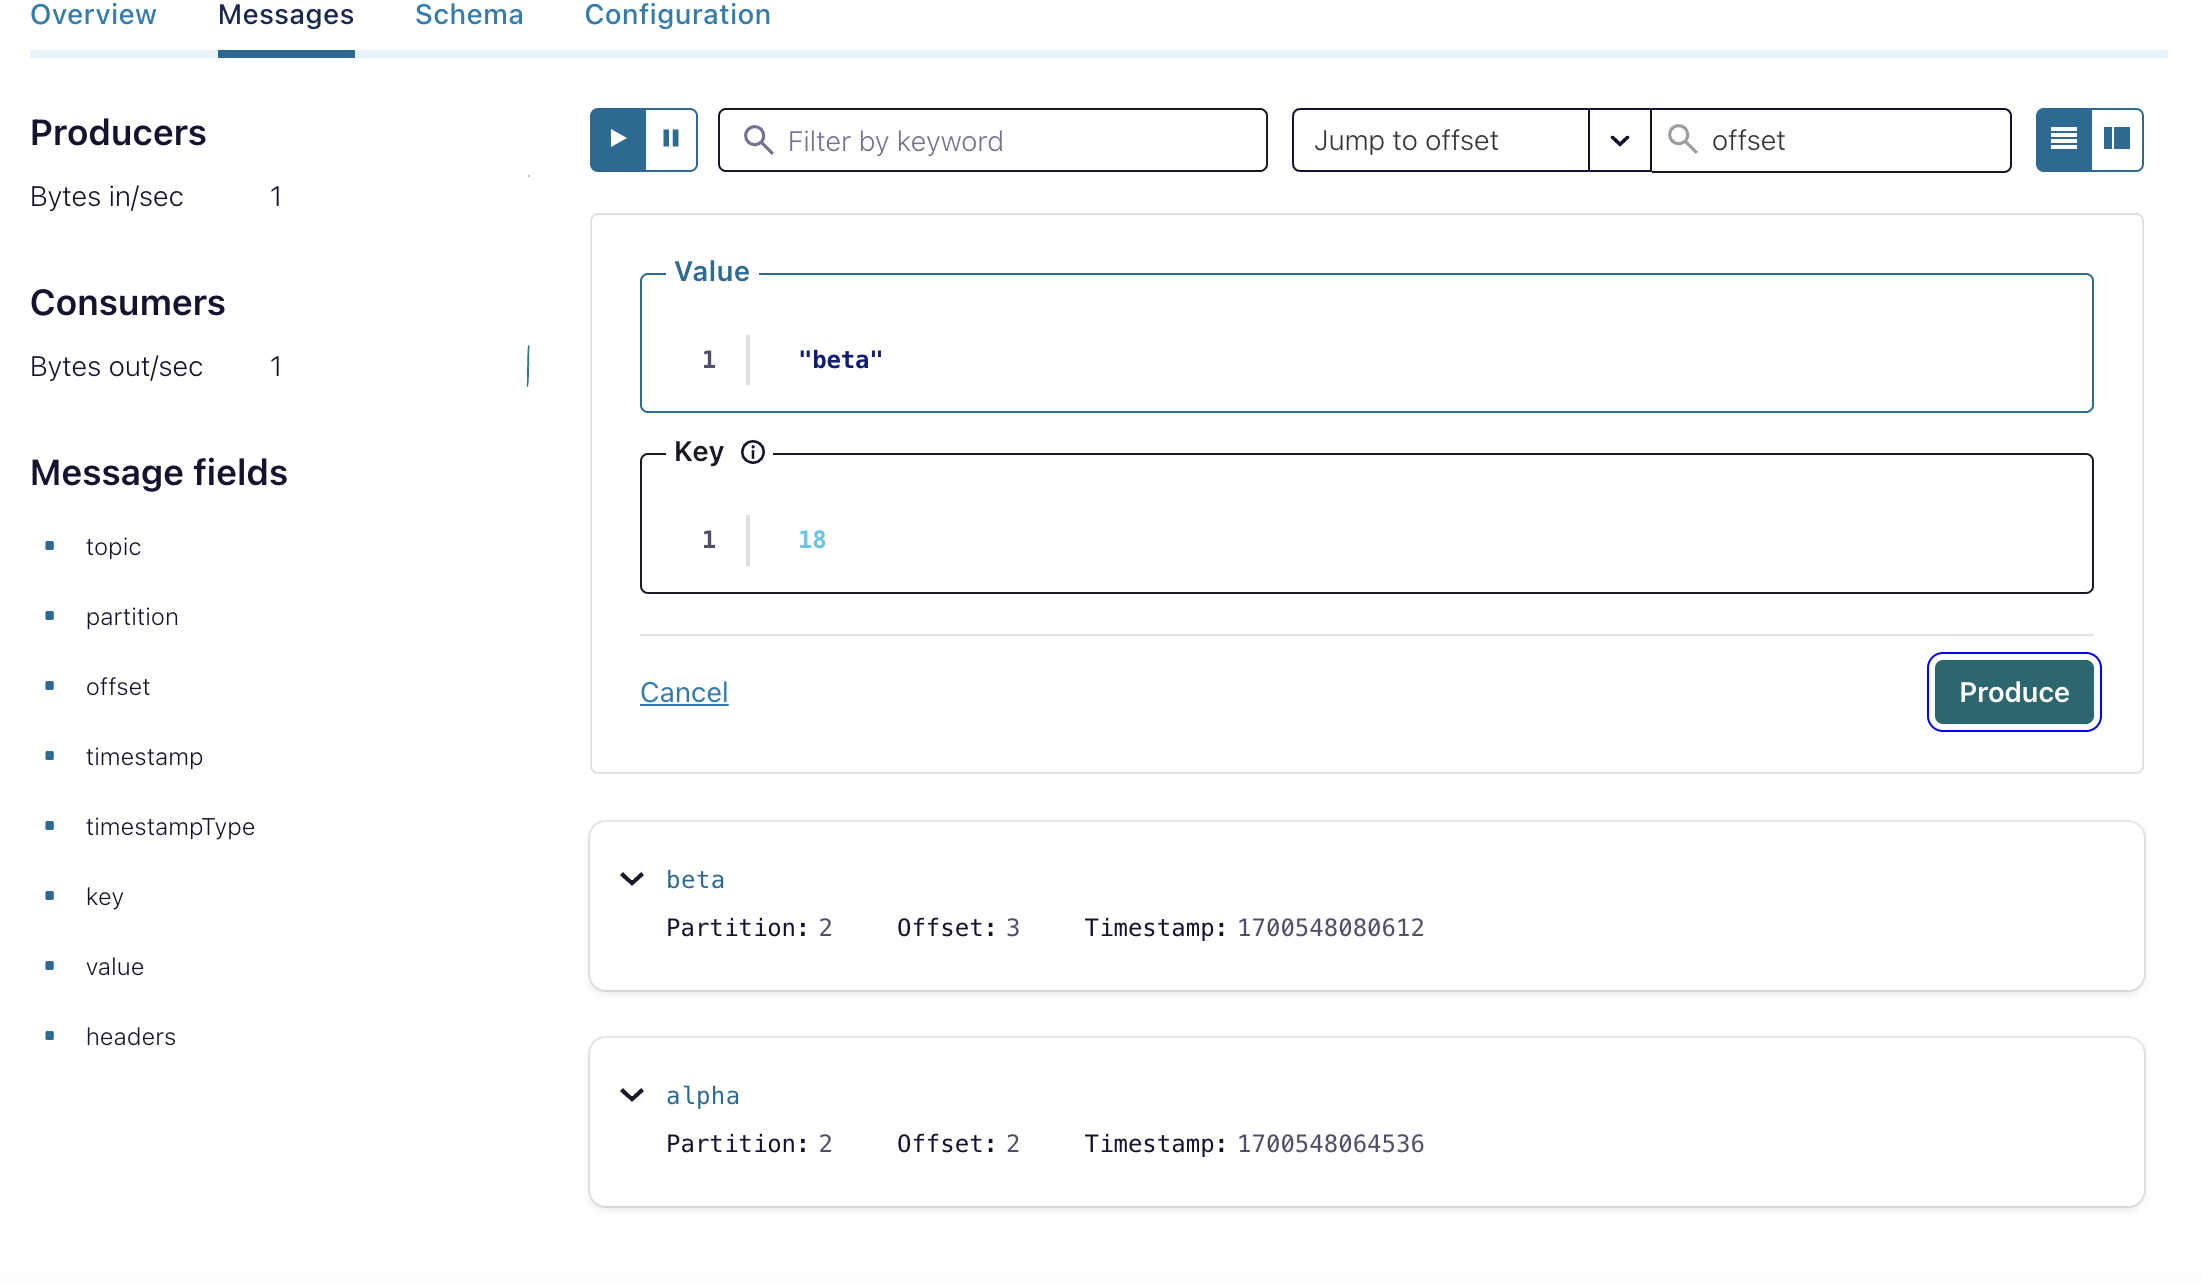 Overview Messages Schema Configuration
Producers
Bytes in/sec 1
Consumers
Bytes out/sec 1
Message fields
topic
partition
offset
timestamp
timestampType
key
value
headers
Filter by keyword
Jump to offset
offset
Value
1 "beta"
Key
1 18
Cancel
Produce
beta
Partition: 2 Offset: 3 Timestamp: 1700548080612
alpha
Partition: 2 Offset: 2 Timestamp: 1700548064536